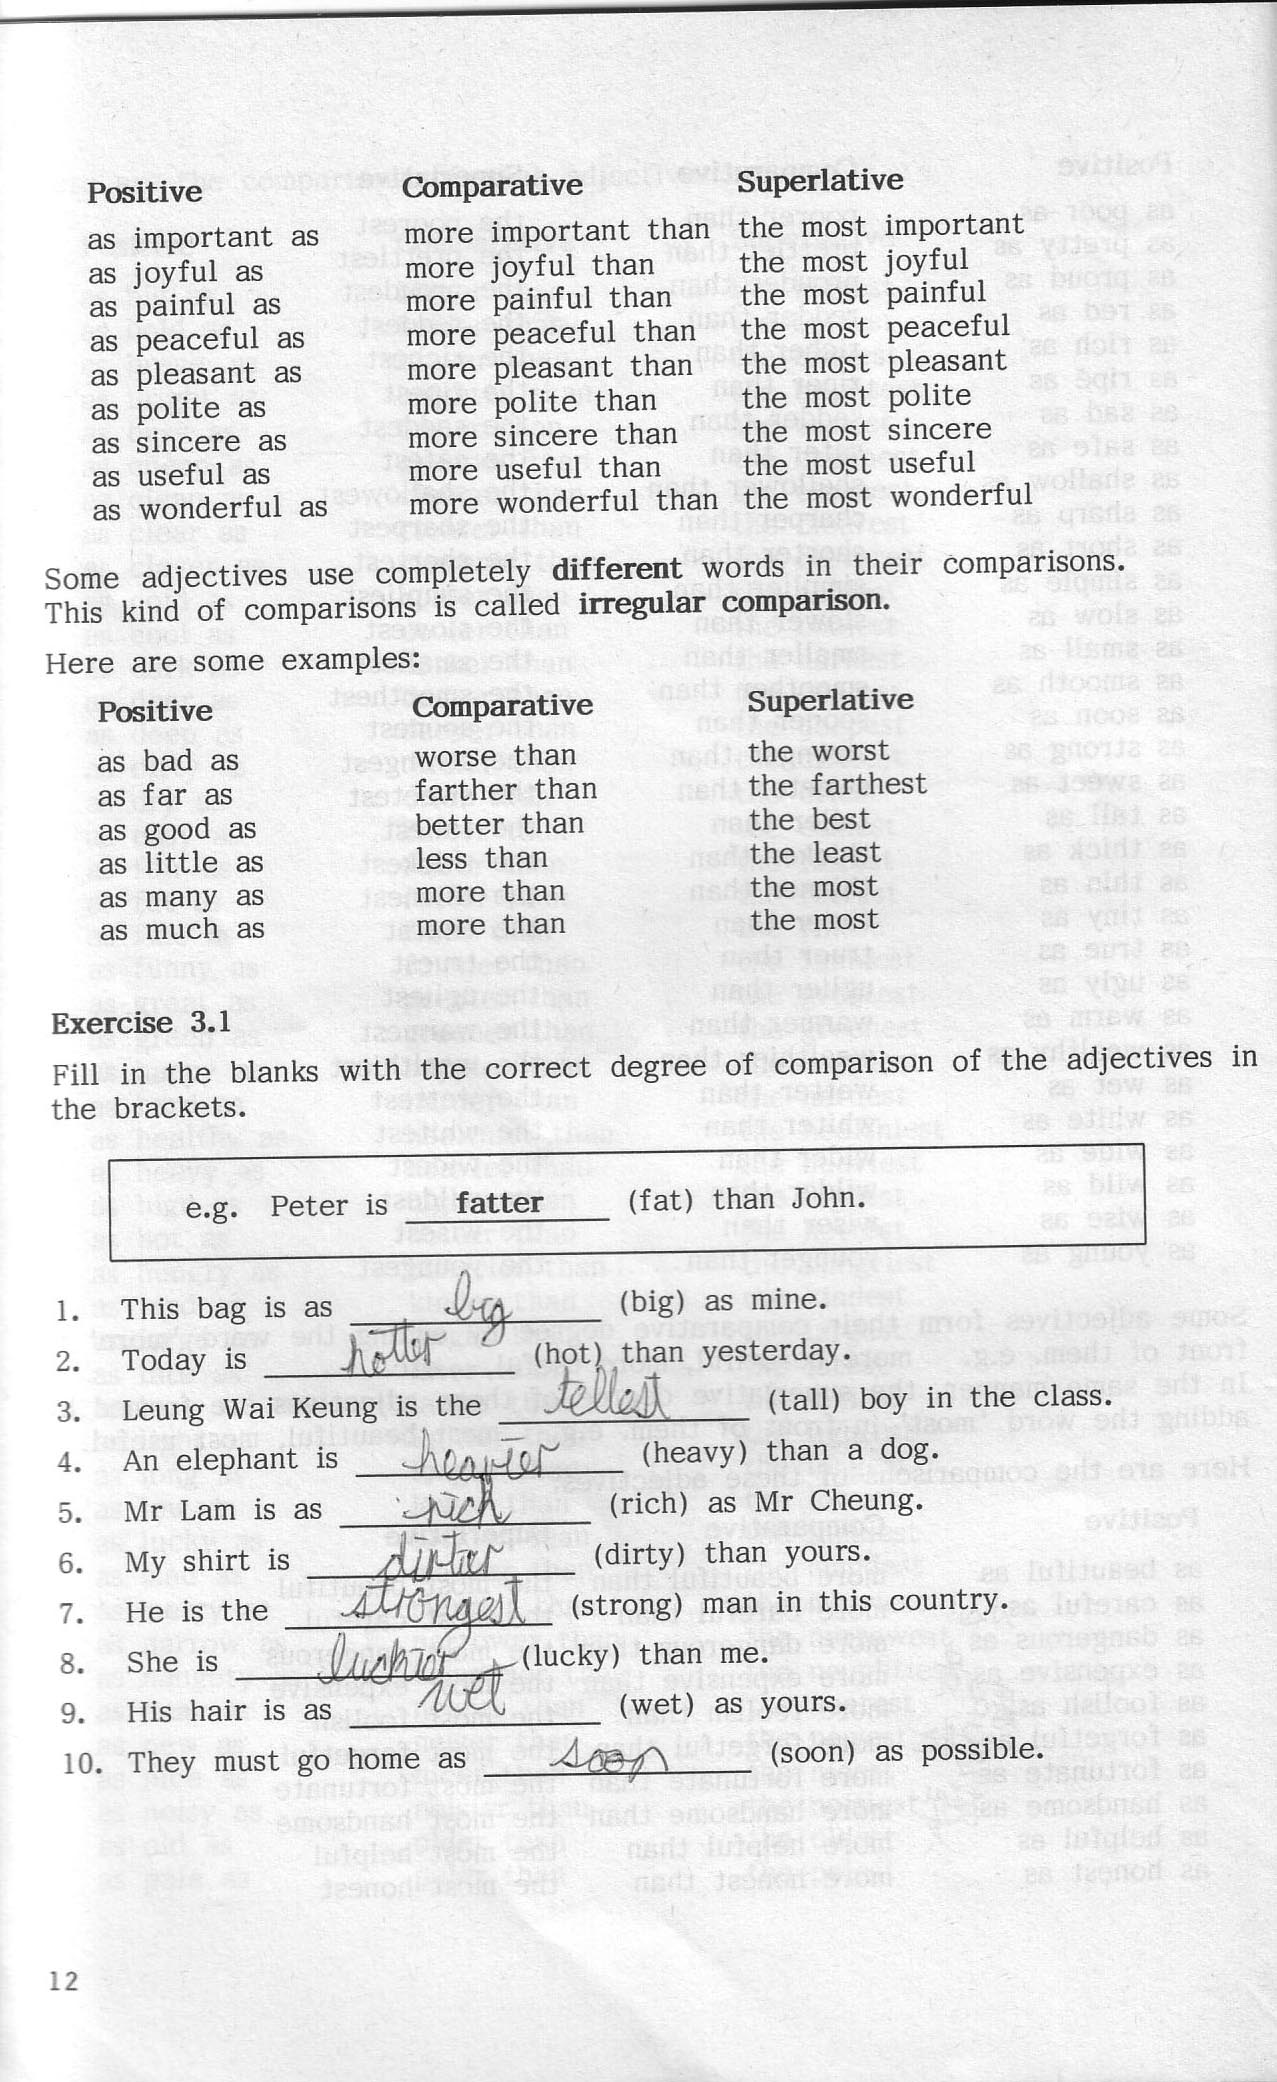 Positive Comparative Superlative
as important as more important than the most important
as joyful as more joyful than the most joyful
as painful as more painful than the most painful
as peaceful as more peaceful than the most peaceful
as pleasant as more pleasant than the most pleasant
as polite as more polite than the most polite
as sincere as more sincere than the most sincere
as useful as more useful than the most useful
as wonderful as more wonderful than the most wonderful
Some adjectives use completely different words in their comparisons.
This kind of comparisons is called irregular comparison.
Here are some examples:
Positive Comparative Superlative
as bad as worse than the worst
as far as farther than the farthest
as good as better than the best
as little as less than the least
as many as more than the most
as much as more than the most
Exercise 3.1
Fill in the blanks with the correct degree of comparison of the adjectives in
the brackets.
e.g. Peter is fatter (fat) than John.
1. This bag is as big (big) as mine.
2. Today is hotter (hot) than yesterday.
3. Leung Wai Keung is the tellest (tall) boy in the class.
4. An elephant is heavier (heavy) than a dog.
5. Mr Lam is as rich (rich) as Mr Cheung.
6. My shirt is dirtier (dirty) than yours.
7. He is the strongest (strong) man in this country.
8. She is luckier (lucky) than me.
9. His hair is as wet (wet) as yours.
10. They must go home as soon (soon) as possible.
12